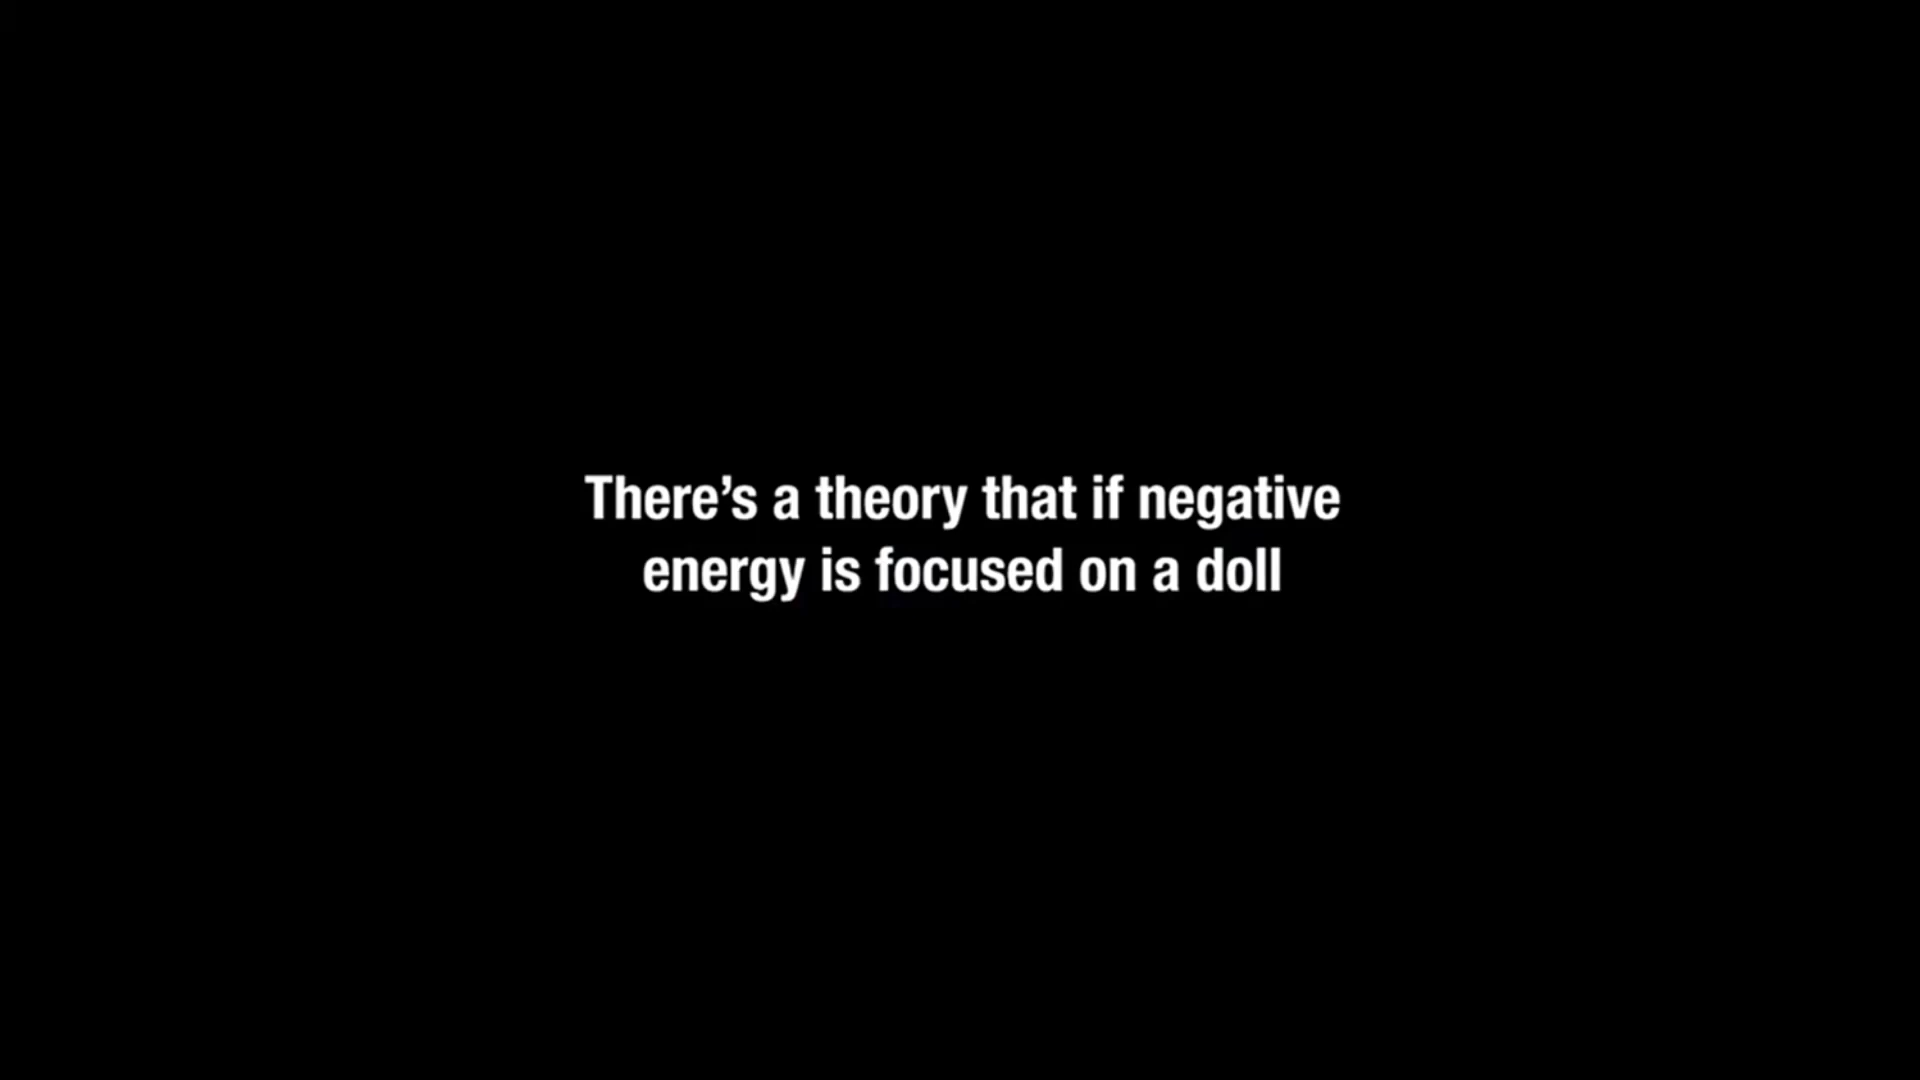 There’s a theory that if negative
energy is focused on a doll